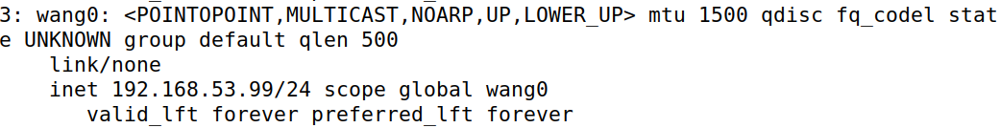 3: wang0: <POINTOPOINT,MULTICAST,NOARP,UP,LOWER_UP> mtu 1500 qdisc fq_codel stat
e UNKNOWN group default qlen 500
    link/none
    inet 192.168.53.99/24 scope global wang0
       valid_lft forever preferred_lft forever